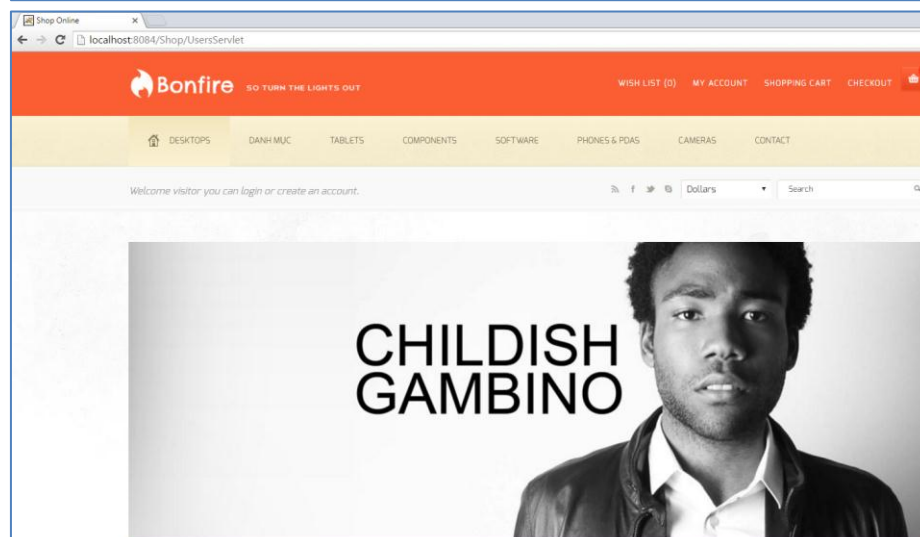 Shop Online
localhost:8084/Shop/UsersServlet
Bonfire SO TURN THE LIGHTS OUT
WISH LIST (0) MY ACCOUNT SHOPPING CART CHECKOUT
DESKTOPS DANH MỤC TABLETS COMPONENTS SOFTWARE PHONES & PDAS CAMERAS CONTACT
Welcome visitor you can login or create an account.
Dollars Search
CHILDISH
GAMBINO